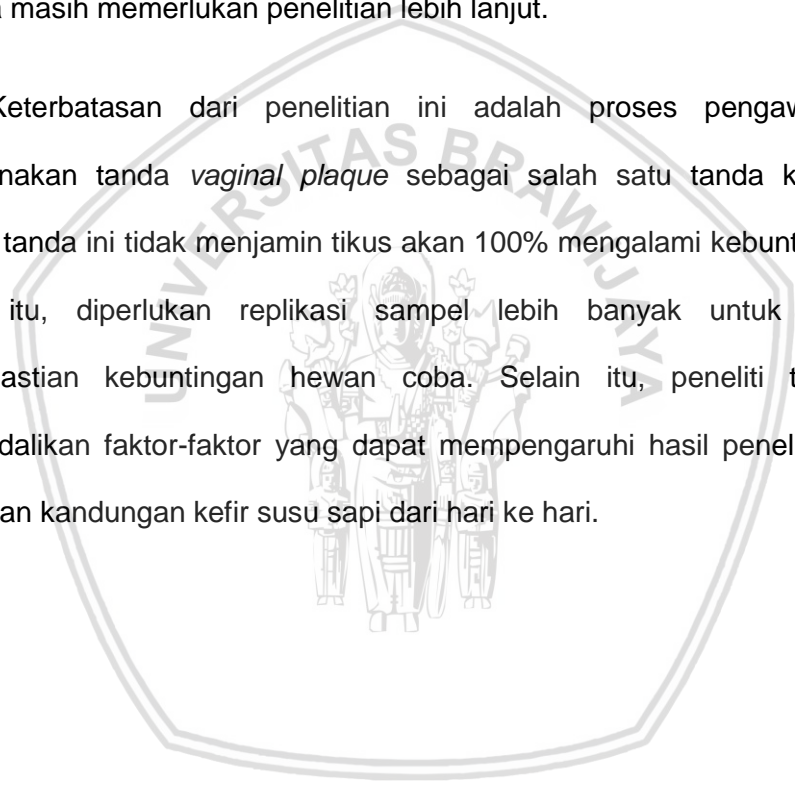 masih memerlukan penelitian lebih lanjut.
Keterbatasan dari penelitian ini adalah proses pengaw
nakan tanda vaginal plaque sebagai salah satu tanda k
tanda ini tidak menjamin tikus akan 100% mengalami kebunt
itu, diperlukan replikasi sampel lebih banyak untuk
astian kebuntingan hewan coba. Selain itu, peneliti t
dalikan faktor-faktor yang dapat mempengaruhi hasil penel
an kandungan kefir susu sapi dari hari ke hari.
UNIVERSITAS BRAWIJAYA